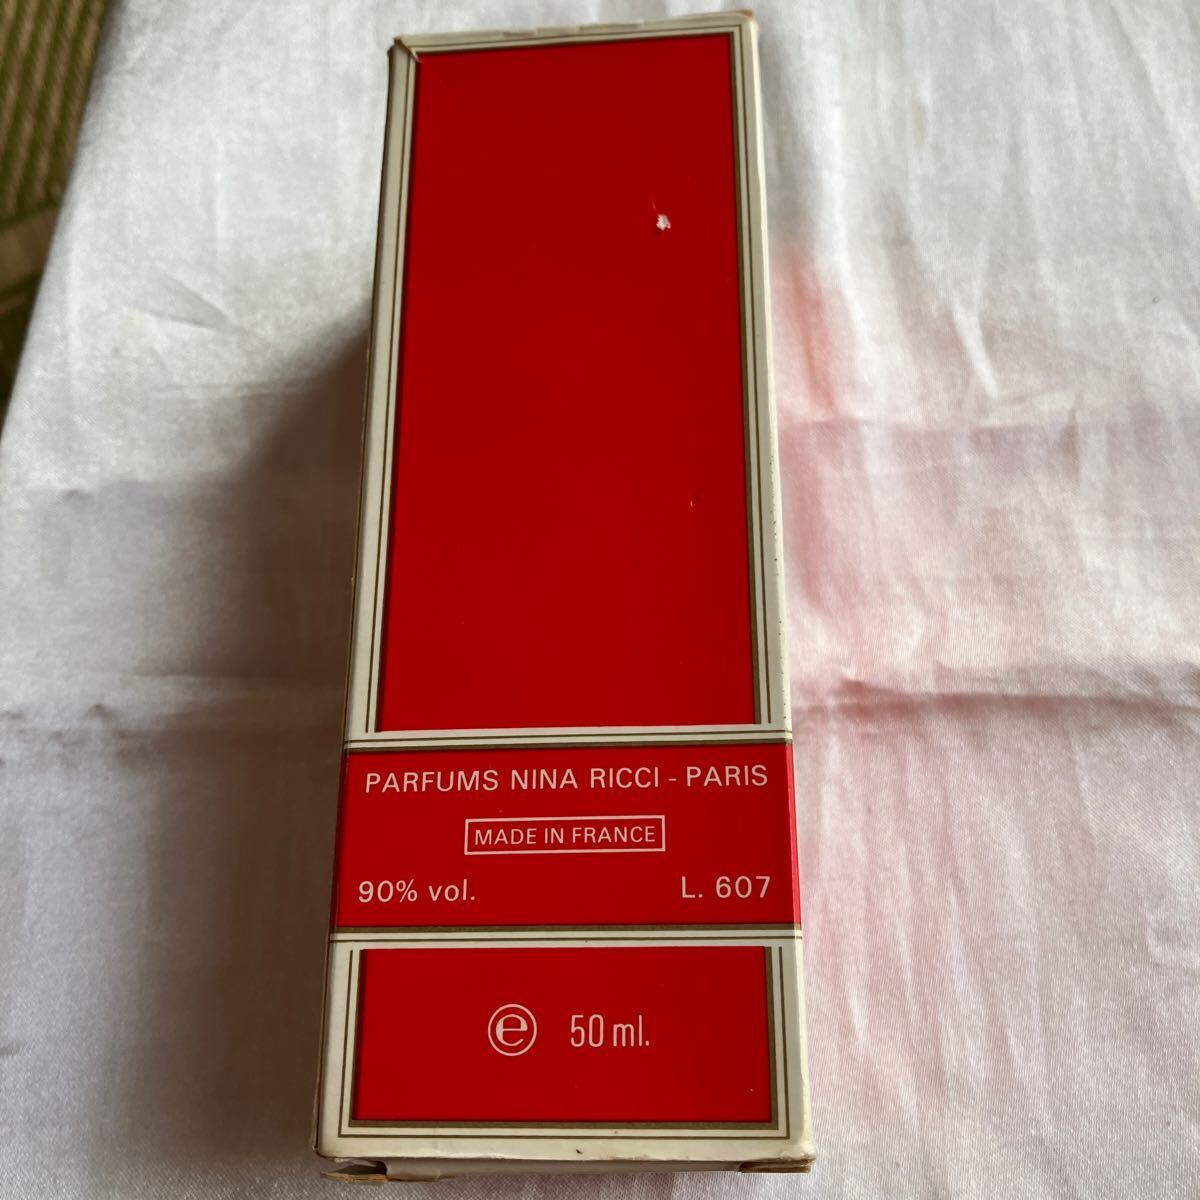 PARFUMS NINA RICCI - PARIS
MADE IN FRANCE
90% vol. L. 607
℮ 50 ml.